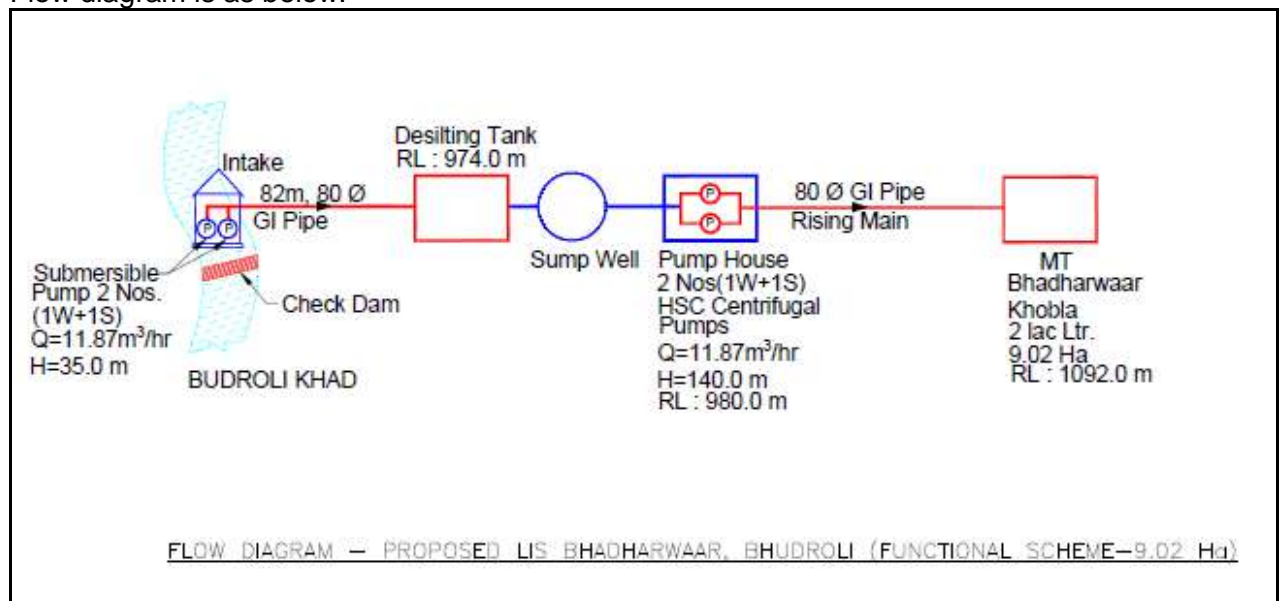 Flow diagram is as below:
Intake
82m, 80 Ø
GI Pipe
Submersible
Pump 2 Nos.
(1W+1S)
Q=11.87m³/hr
H=35.0 m
P
P
Check Dam
BUDROLI KHAD
Desilting Tank
RL : 974.0 m
Sump Well
P
P
Pump House
2 Nos(1W+1S)
HSC Centrifugal
Pumps
Q=11.87m³/hr
H=140.0 m
RL : 980.0 m
80 Ø GI Pipe
Rising Main
MT
Bhadharwaar
Khobla
2 lac Ltr.
9.02 Ha
RL : 1092.0 m
FLOW DIAGRAM – PROPOSED LIS BHADHARWAAR, BHUDROLI (FUNCTIONAL SCHEME–9.02 Ha)